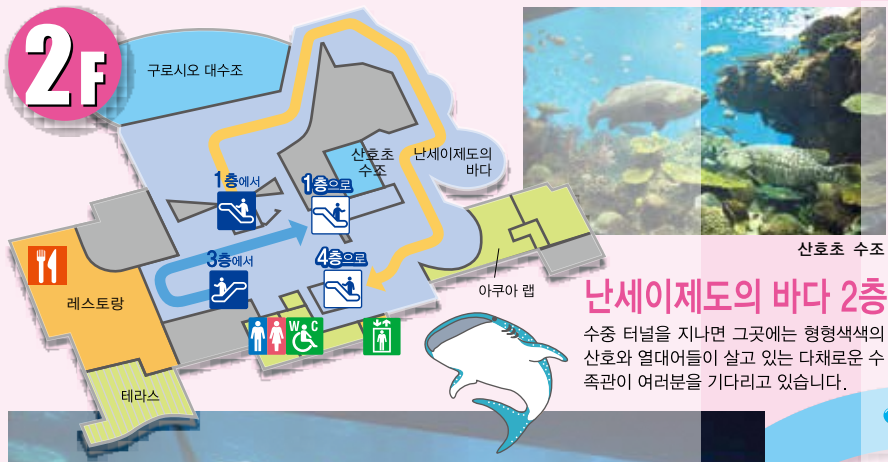 2F
구로시오 대수조
산호초
수조
난세이제도의
바다
1층에서
1층으로
3층에서
4층으로
레스토랑
아쿠아 랩
W C
테라스
산호초 수조
난세이제도의 바다 2층
수중 터널을 지나면 그곳에는 형형색색의
산호와 열대어들이 살고 있는 다채로운 수
족관이 여러분을 기다리고 있습니다.